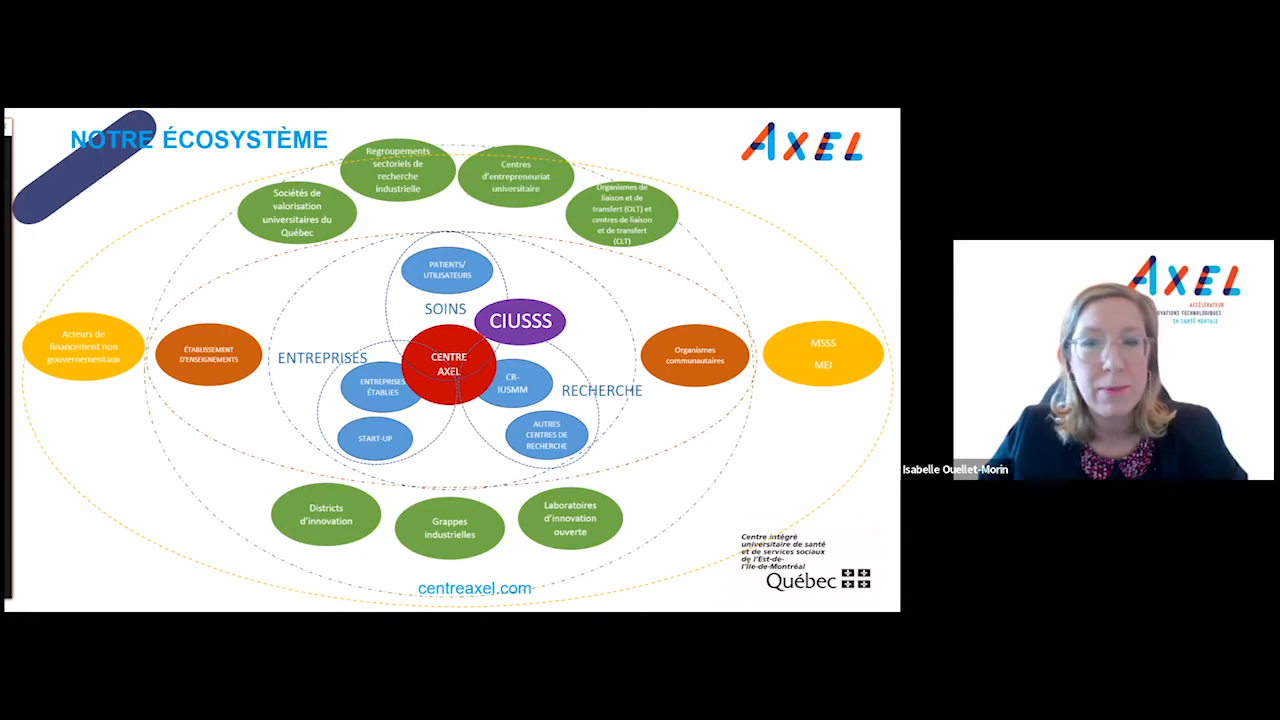 NOTRE ÉCOSYSTÈME
AXEL
Regroupements
sectoriels de
recherche
industrielle
Centres
d'entrepreneuriat
universitaire
Sociétés de
valorisation
universitaires du
Québec
Organismes de
liaison et de
transfert (OLT) et
centres de liaison
et de transfert
(CLT)
PATIENTS/
UTILISATEURS
SOINS
CIUSSS
Acteurs de
financement non
gouvernementaux
ÉTABLISSEMENT
D'ENSEIGNEMENTS
ENTREPRISES
CENTRE
AXEL
ENTREPRISES
ÉTABLIES
START-UP
CR-
IUSMM
RECHERCHE
AUTRES
CENTRES DE
RECHERCHE
Organismes
communautaires
MSSS
MEI
Districts
d'innovation
Grappes
industrielles
Laboratoires
d'innovation
ouverte
centreaxel.com
Centre intégré
universitaire de santé
et de services sociaux
de l'Est-de-
l'Île-de-Montréal
Québec
AXEL
ACCÉLÉRATEUR
TECHNOLOGIQUES
EN SANTÉ MENTALE
Isabelle Ouellet-Morin